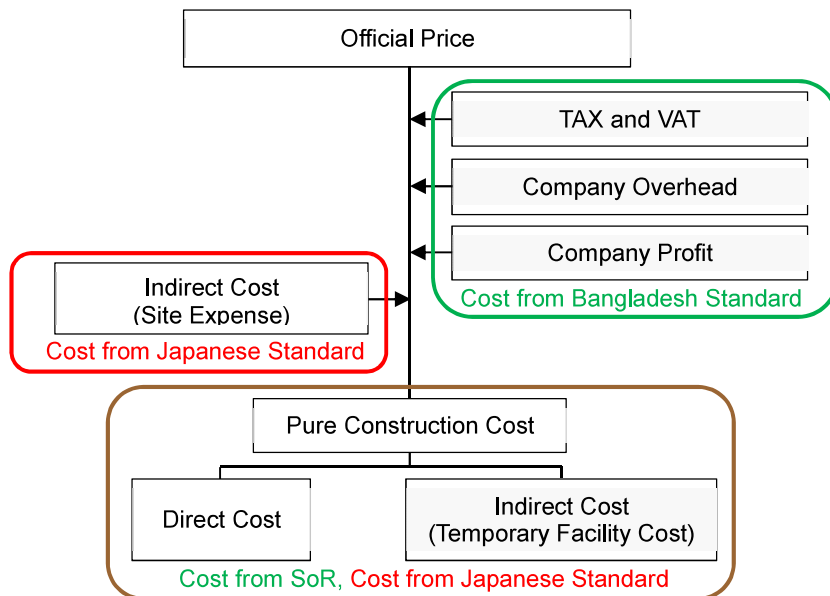 Official Price
TAX and VAT
Company Overhead
Company Profit
Cost from Bangladesh Standard
Indirect Cost
(Site Expense)
Cost from Japanese Standard
Pure Construction Cost
Direct Cost
Indirect Cost
(Temporary Facility Cost)
Cost from SoR, Cost from Japanese Standard